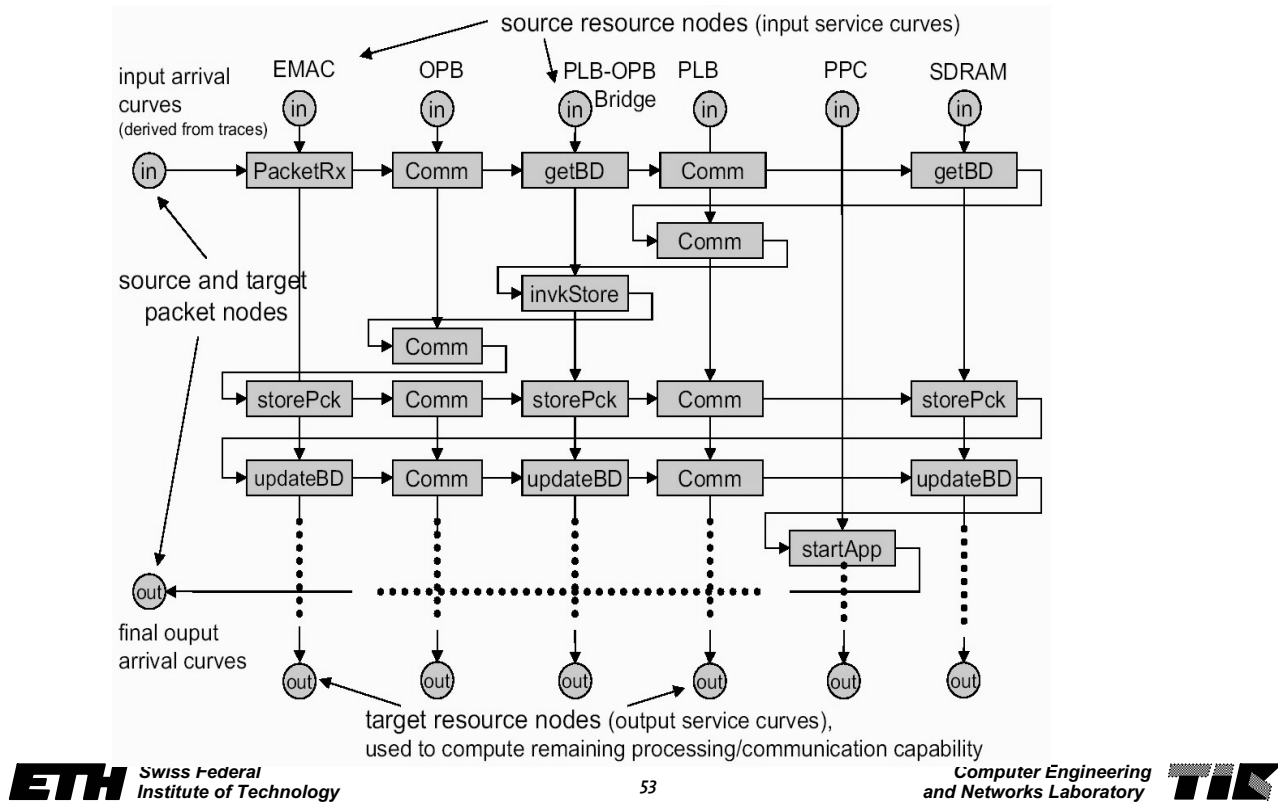 source resource nodes (input service curves)
input arrival
curves
(derived from traces)
EMAC
OPB
PLB-OPB
Bridge
PLB
PPC
SDRAM
in
in
in
in
in
in
in
PacketRx
Comm
getBD
Comm
getBD
Comm
source and target
packet nodes
invkStore
Comm
storePck
Comm
storePck
Comm
storePck
updateBD
Comm
updateBD
Comm
updateBD
startApp
out
final ouput
arrival curves
out
out
out
out
out
out
target resource nodes (output service curves),
used to compute remaining processing/communication capability
ETH
Swiss Federal
Institute of Technology
53
Computer Engineering
and Networks Laboratory
TIK